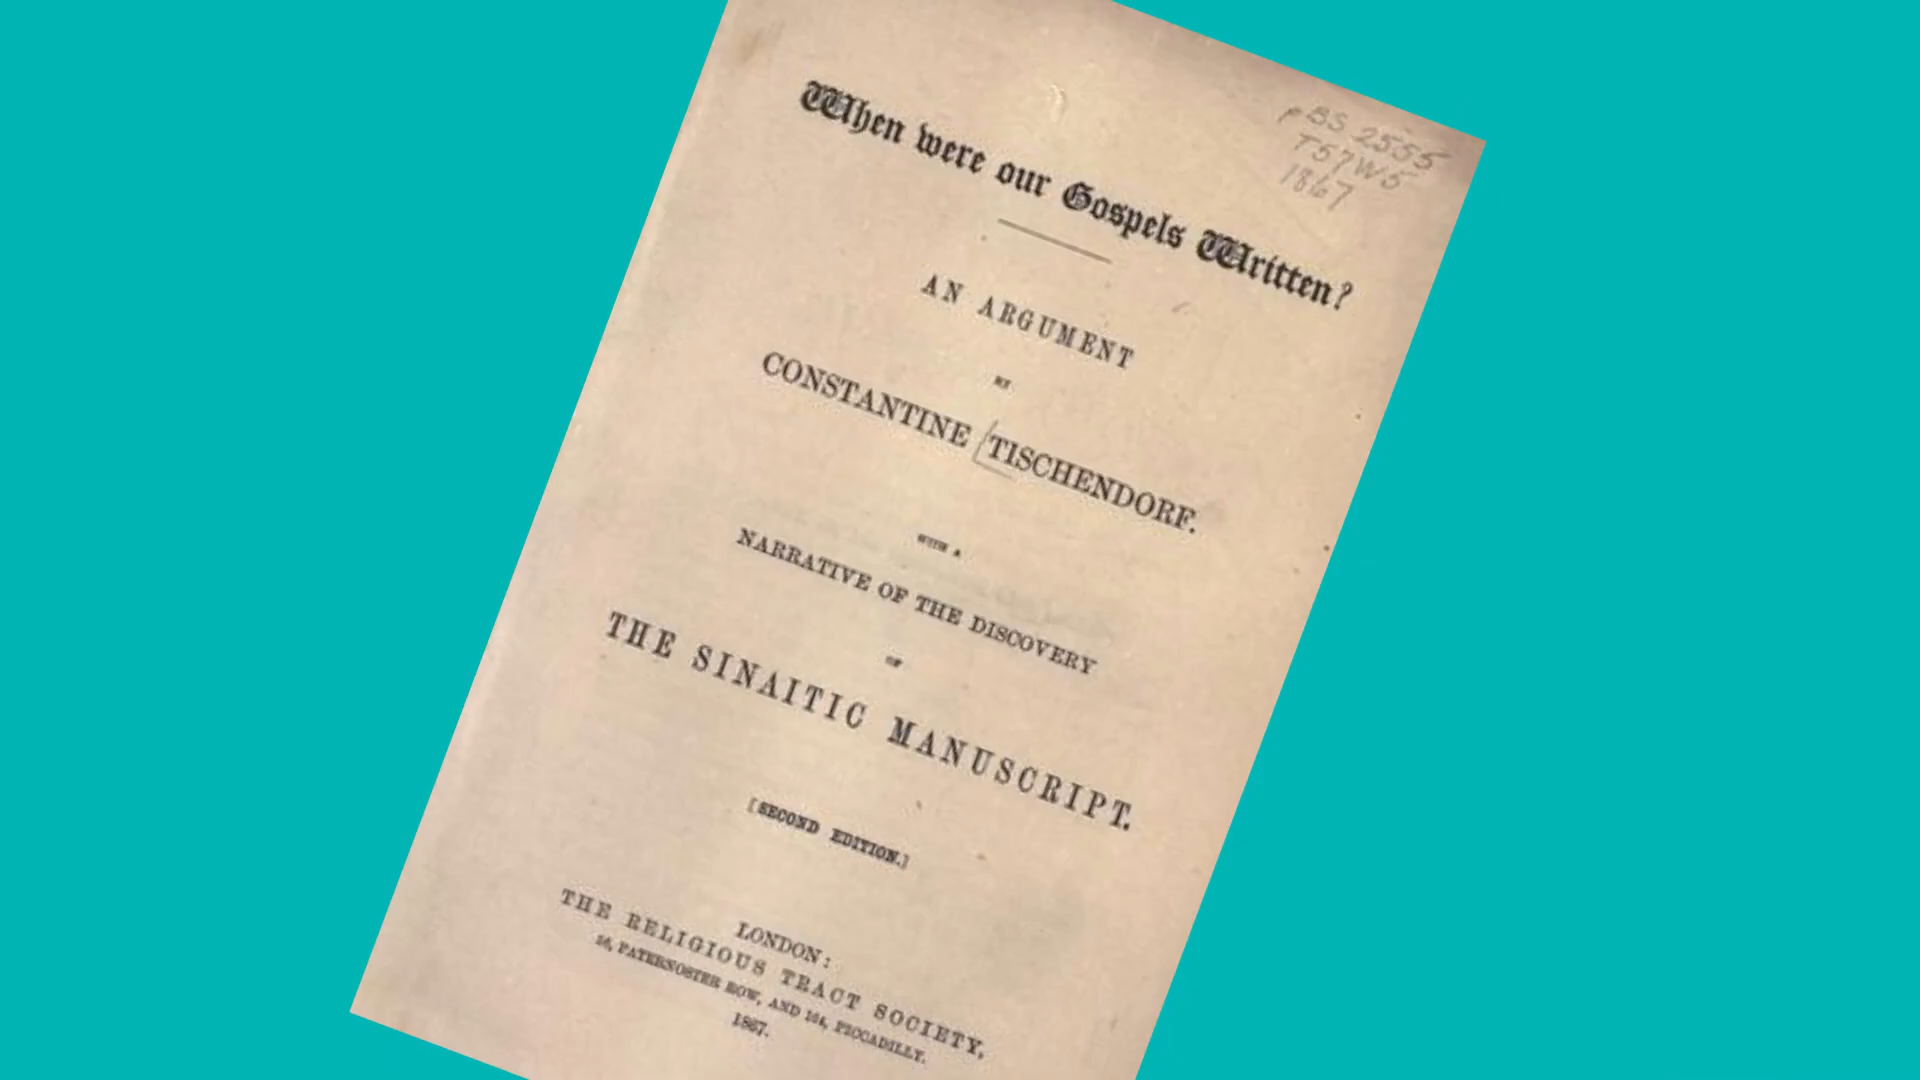 When were our Gospels Written?
pBS 2555
T57W5
1867
AN ARGUMENT
BY
CONSTANTINE TISCHENDORF.
WITH A
NARRATIVE OF THE DISCOVERY
OF
THE SINAITIC MANUSCRIPT.
[SECOND EDITION.]
LONDON:
THE RELIGIOUS TRACT SOCIETY,
56, PATERNOSTER ROW, AND 164, PICCADILLY.
1867.